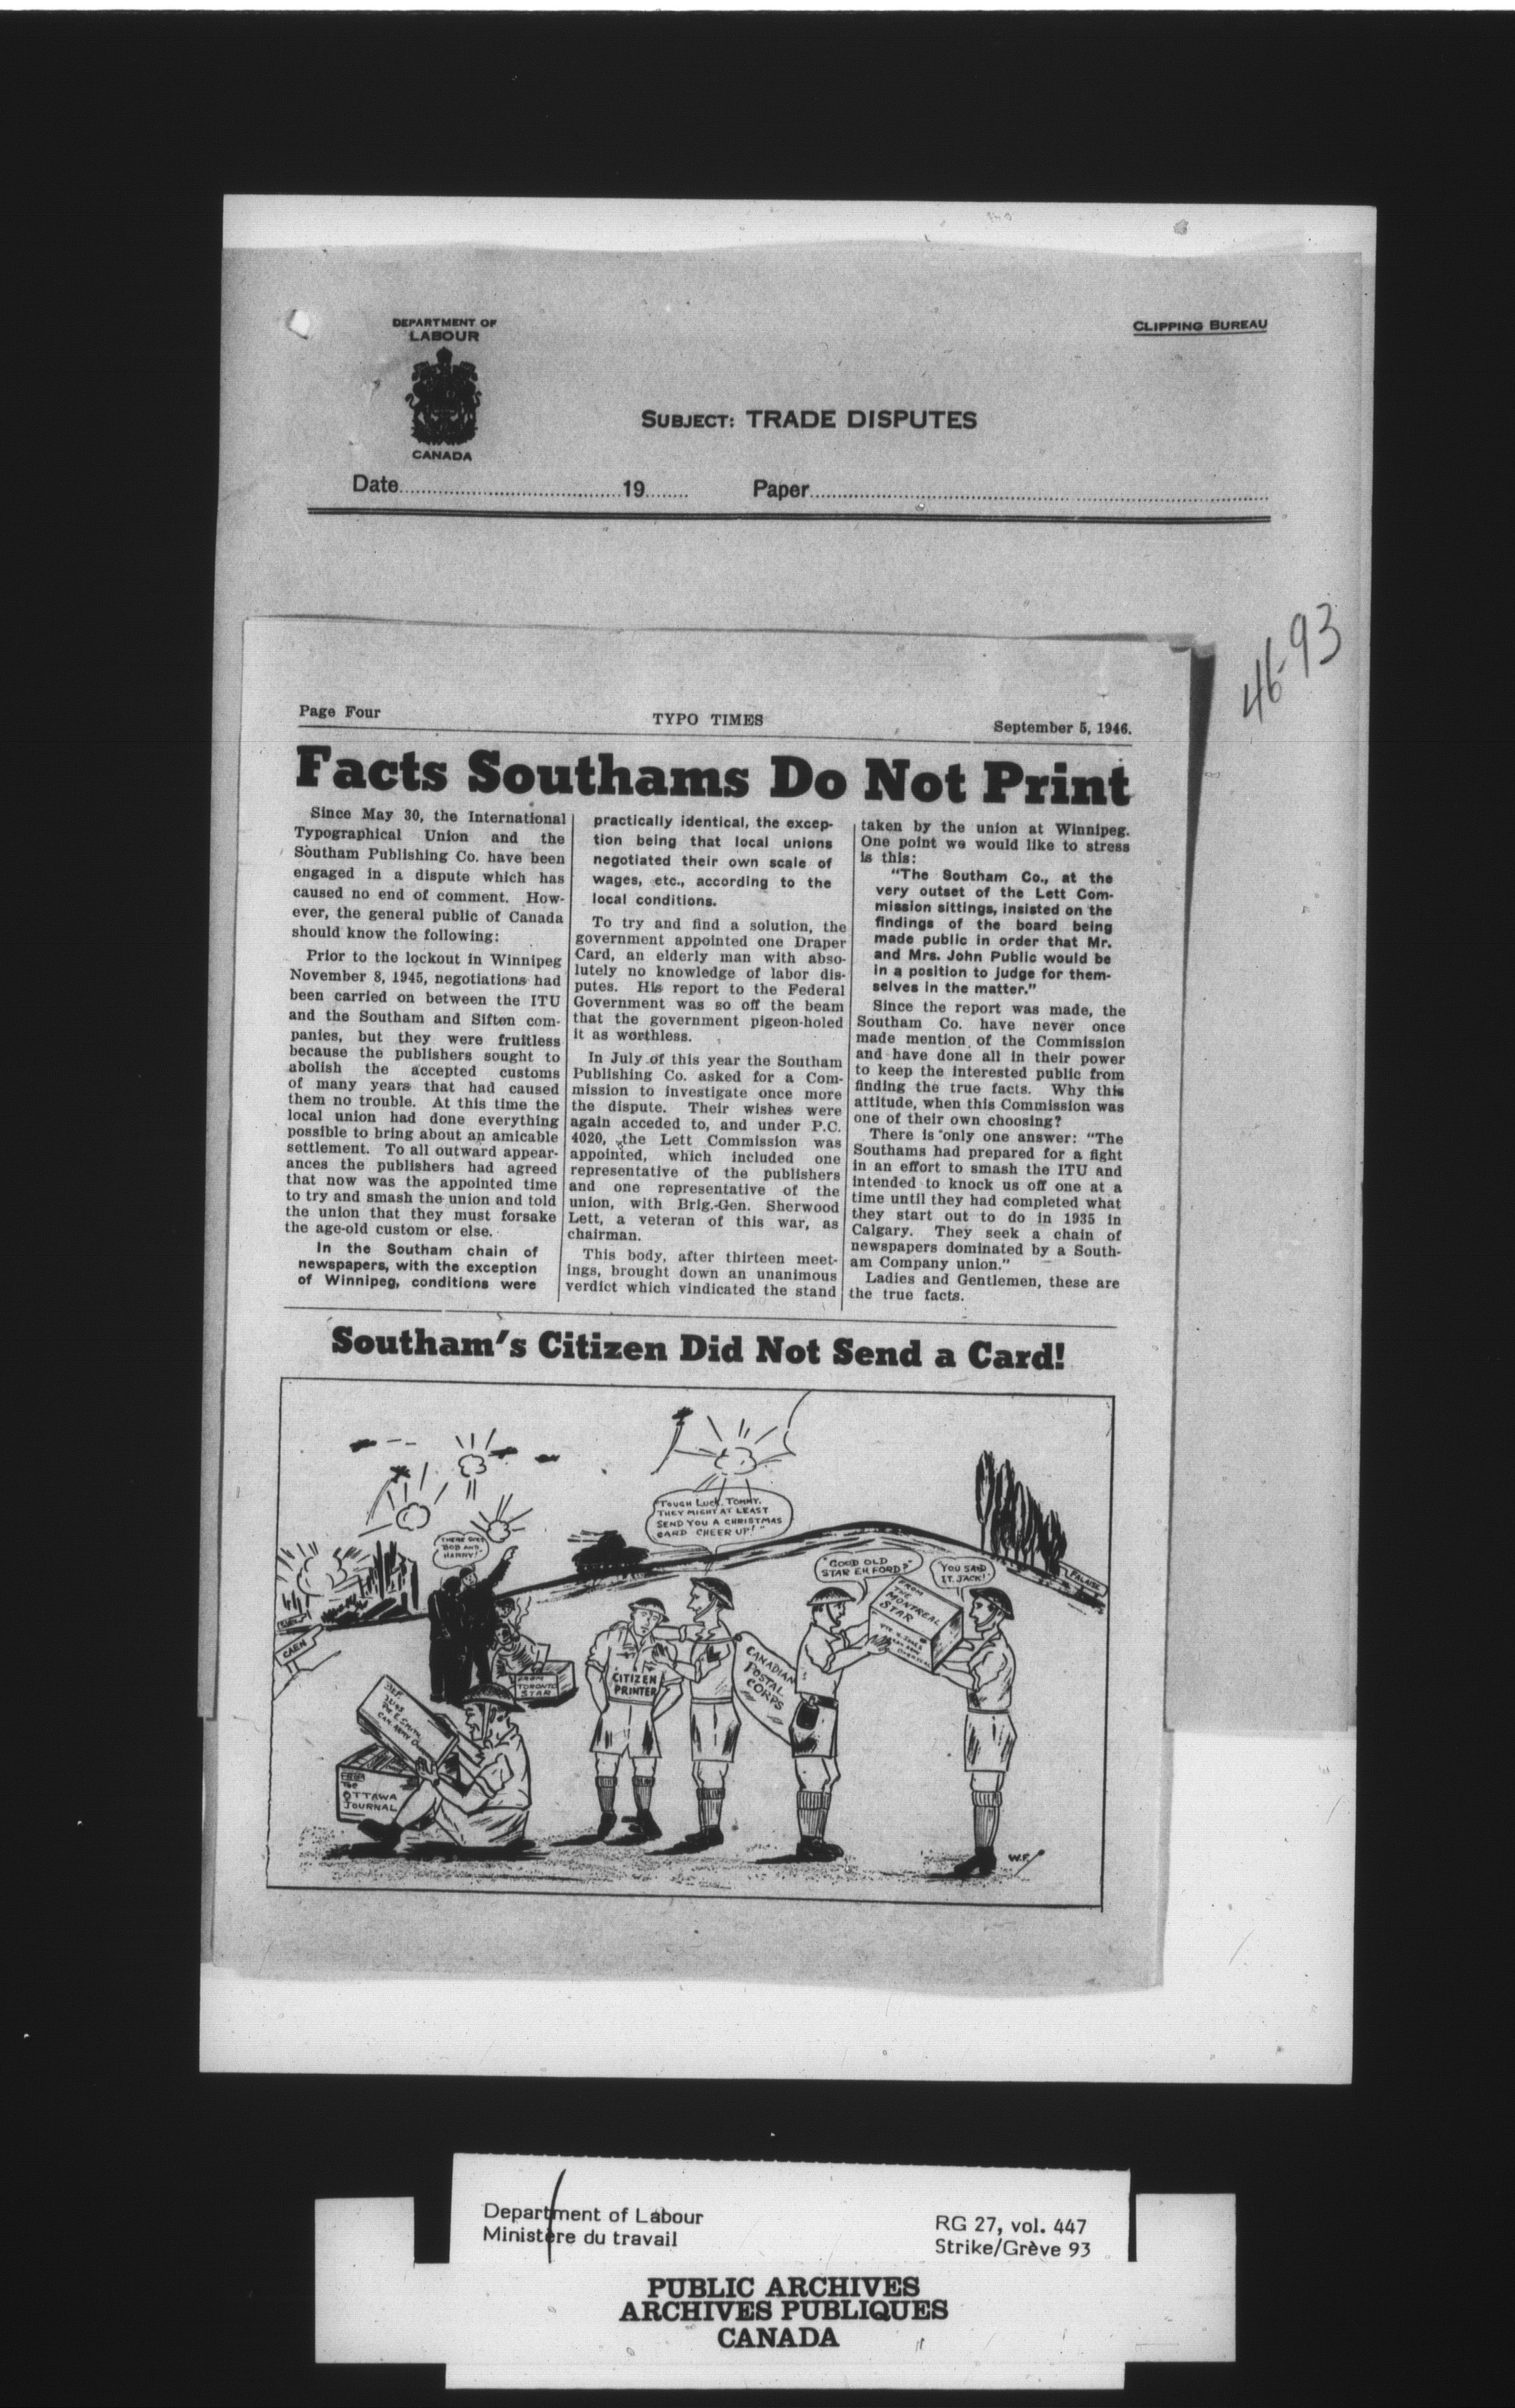 DEPARTMENT OF
LABOUR
CANADA
CLIPPING BUREAU
SUBJECT: TRADE DISPUTES
Date 19 Paper
46-93
Page Four TYPO TIMES September 5, 1946.
Facts Southams Do Not Print
Since May 30, the International
Typographical Union and the
Southam Publishing Co. have been
engaged in a dispute which has
caused no end of comment. How-
ever, the general public of Canada
should know the following:
Prior to the lockout in Winnipeg
November 8, 1945, negotiations had
been carried on between the ITU
and the Southam and Sifton com-
panies, but they were fruitless
because the publishers sought to
abolish the accepted customs
of many years that had caused
them no trouble. At this time the
local union had done everything
possible to bring about an amicable
settlement. To all outward appear-
ances the publishers had agreed
that now was the appointed time
to try and smash the union and told
the union that they must forsake
the age-old custom or else.
In the Southam chain of
newspapers, with the exception
of Winnipeg, conditions were
practically identical, the excep-
tion being that local unions
negotiated their own scale of
wages, etc., according to the
local conditions.
To try and find a solution, the
government appointed one Draper
Card, an elderly man with abso-
lutely no knowledge of labor dis-
putes. His report to the Federal
Government was so off the beam
that the government pigeon-holed
it as worthless.
In July of this year the Southam
Publishing Co. asked for a Com-
mission to investigate once more
the dispute. Their wishes were
again acceded to, and under P.C.
4020, the Lett Commission was
appointed, which included one
representative of the publishers
and one representative of the
union, with Brig.-Gen. Sherwood
Lett, a veteran of this war, as
chairman.
This body, after thirteen meet-
ings, brought down an unanimous
verdict which vindicated the stand
taken by the union at Winnipeg.
One point we would like to stress
is this:
"The Southam Co., at the
very outset of the Lett Com-
mission sittings, insisted on the
findings of the board being
made public in order that Mr.
and Mrs. John Public would be
in a position to judge for them-
selves in the matter."
Since the report was made, the
Southam Co. have never once
made mention of the Commission
and have done all in their power
to keep the interested public from
finding the true facts. Why this
attitude, when this Commission was
one of their own choosing?
There is only one answer: "The
Southams had prepared for a fight
in an effort to smash the ITU and
intended to knock us off one at a
time until they had completed what
they start out to do in 1935 in
Calgary. They seek a chain of
newspapers dominated by a South-
am Company union."
Ladies and Gentlemen, these are
the true facts.
Southam's Citizen Did Not Send a Card!
"TOUGH LUCK, TOMMY.
THEY MIGHT AT LEAST
SEND YOU A CHRISTMAS
CARD CHEER UP!"
THERE GOES
BOB AND
HARRY!
"GOOD OLD
STAR EH, FORD?"
"YOU SAID
IT, JACK!"
FALAISE
CAEN
FROM
THE
MONTREAL
STAR
CITIZEN
PRINTER
CANADIAN
POSTAL
CORPS
FROM
TORONTO
STAR
FROM
THE
OTTAWA
JOURNAL
W.F.
Department of Labour
Ministère du travail
RG 27, vol. 447
Strike/Grève 93
PUBLIC ARCHIVES
ARCHIVES PUBLIQUES
CANADA